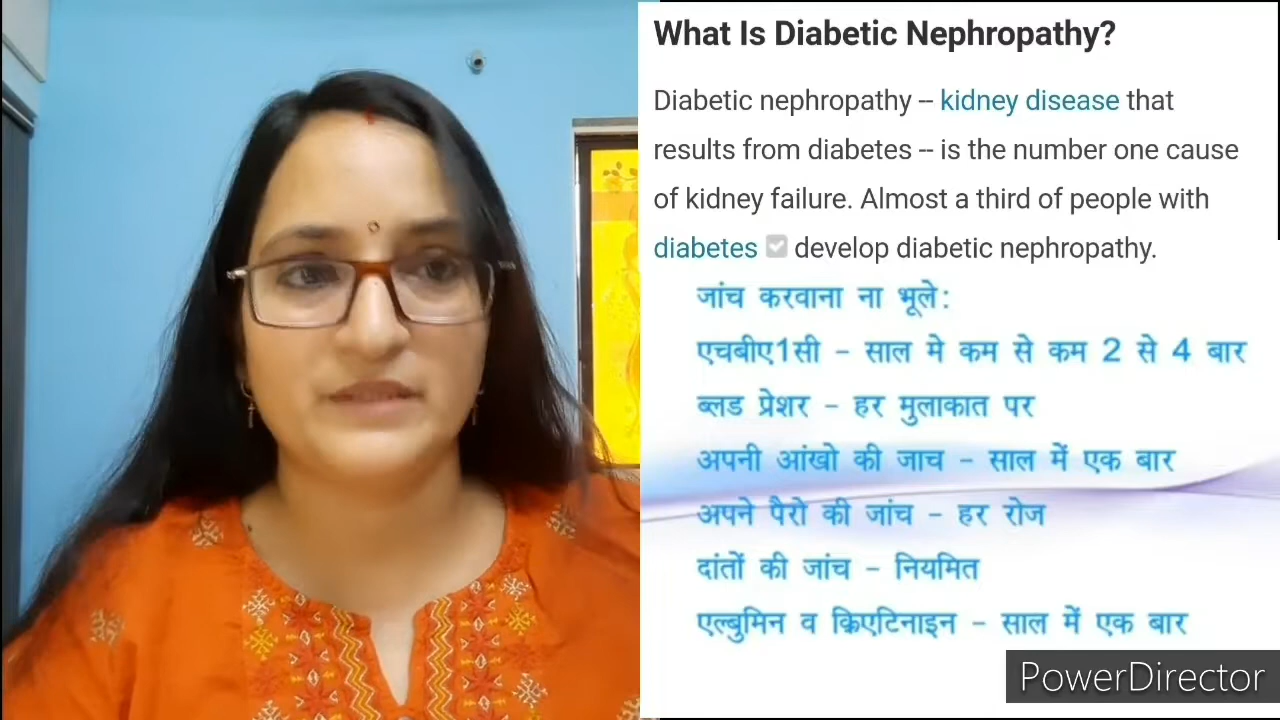 What Is Diabetic Nephropathy?
Diabetic nephropathy -- kidney disease that
results from diabetes -- is the number one cause
of kidney failure. Almost a third of people with
diabetes develop diabetic nephropathy.
जांच करवाना ना भूले:
एचबीए1सी - साल मे कम से कम 2 से 4 बार
ब्लड प्रेशर - हर मुलाकात पर
अपनी आंखो की जाच - साल में एक बार
अपने पैरो की जांच - हर रोज
दांतों की जांच - नियमित
एल्बुमिन व क्रिएटिनाइन - साल में एक बार
PowerDirector